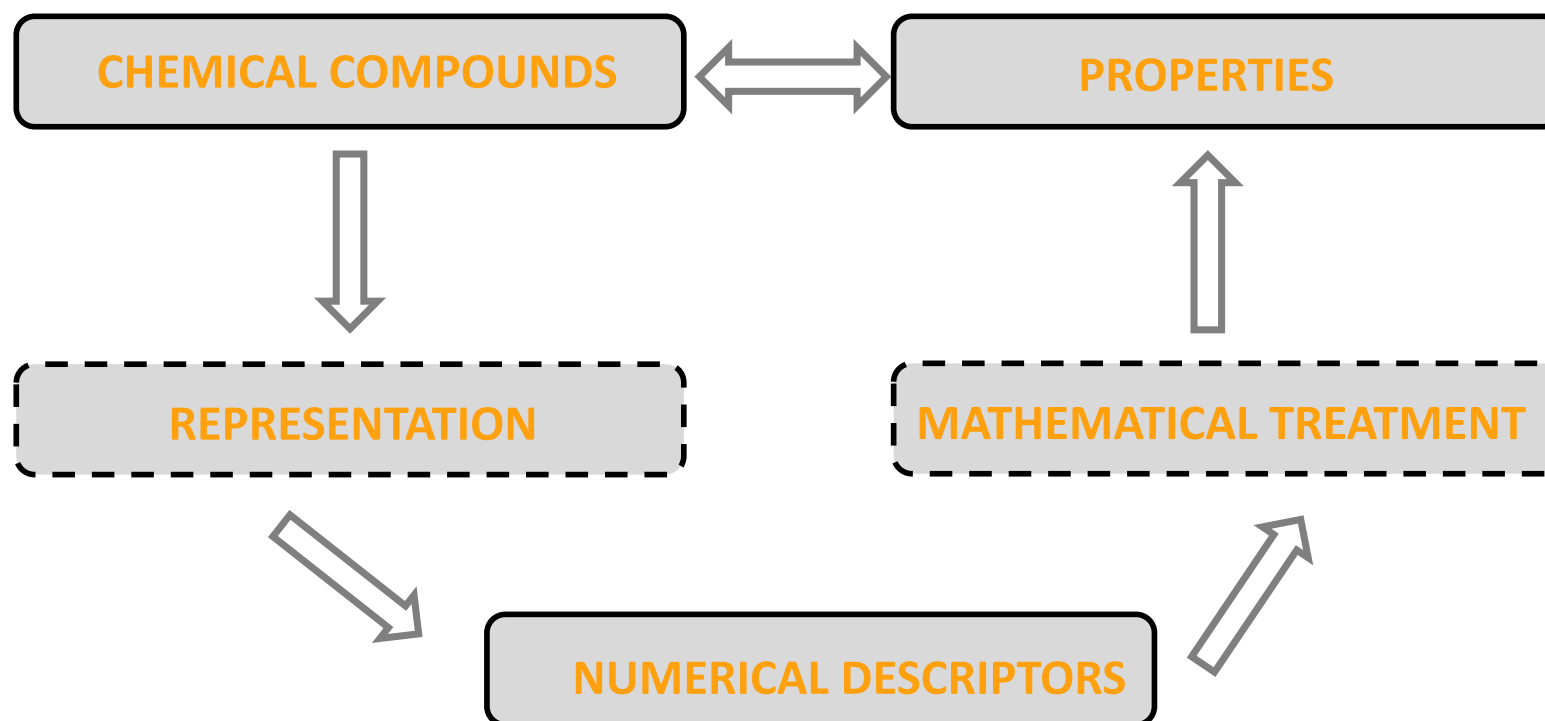 CHEMICAL COMPOUNDS
PROPERTIES
REPRESENTATION
MATHEMATICAL TREATMENT
NUMERICAL DESCRIPTORS